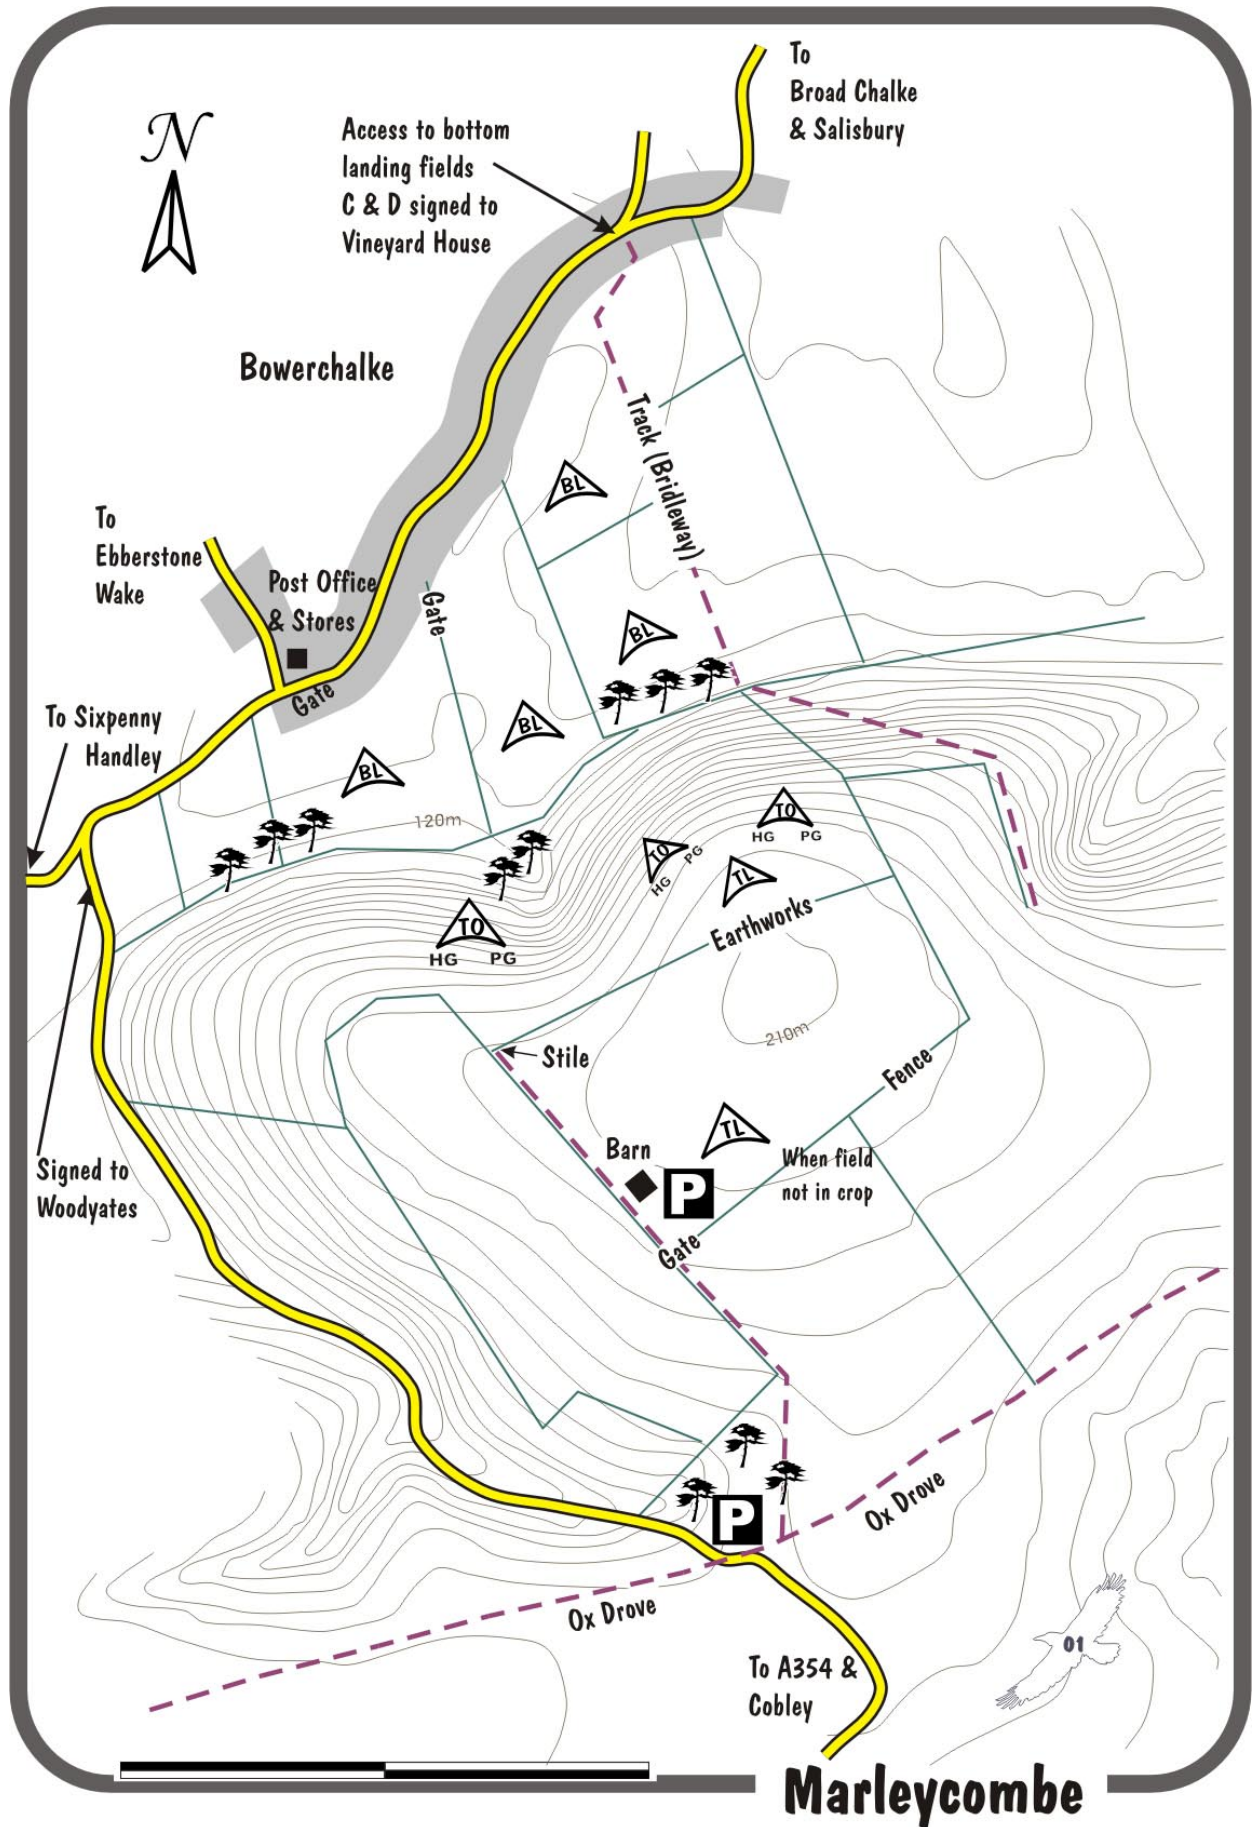 N
To
Broad Chalke
& Salisbury
Access to bottom
landing fields
C & D signed to
Vineyard House
Bowerchalke
Track (Bridleway)
BL
To
Ebberstone
Wake
Post Office
& Stores
Gate
BL
Gate
To Sixpenny
Handley
BL
BL
120m
TO
HG PG
TO
HG PG
TL
Earthworks
TO
HG PG
210m
Stile
Fence
TL
Barn
When field
not in crop
P
Signed to
Woodyates
Gate
Ox Drove
P
Ox Drove
01
To A354 &
Cobley
Marleycombe